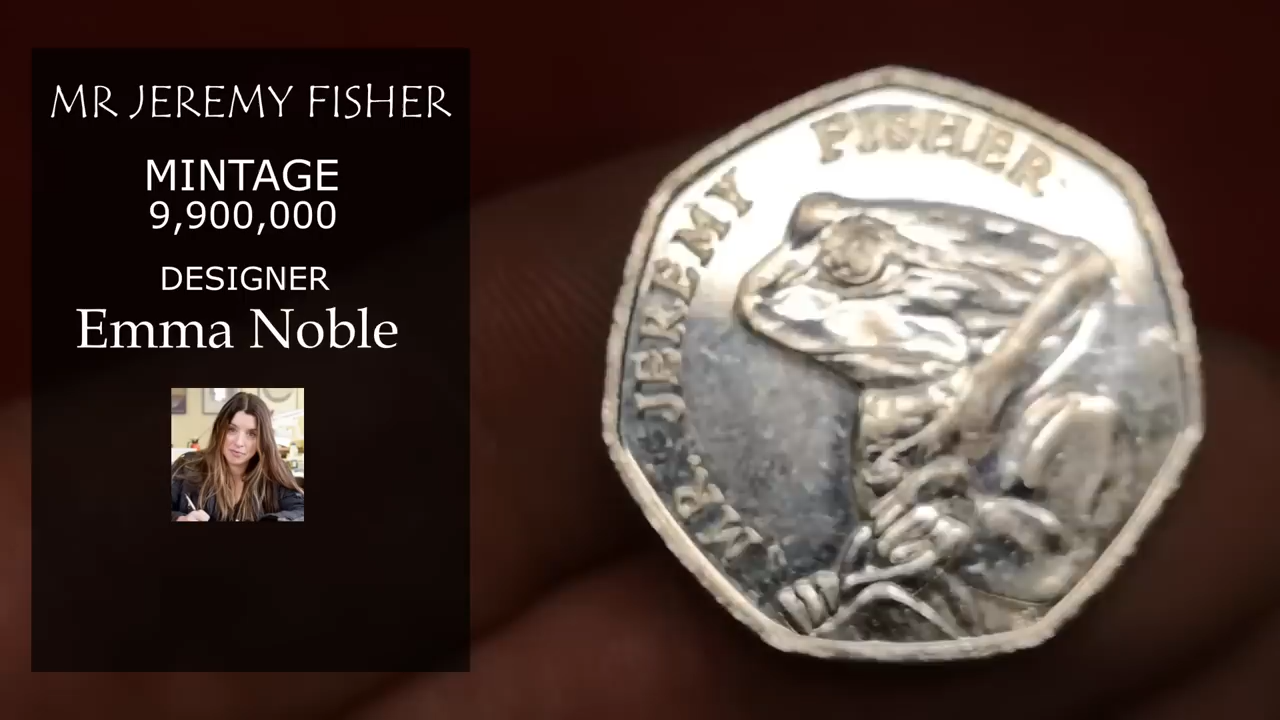 MR JEREMY FISHER
MINTAGE
9,900,000
DESIGNER
Emma Noble
MR. JEREMY FISHER